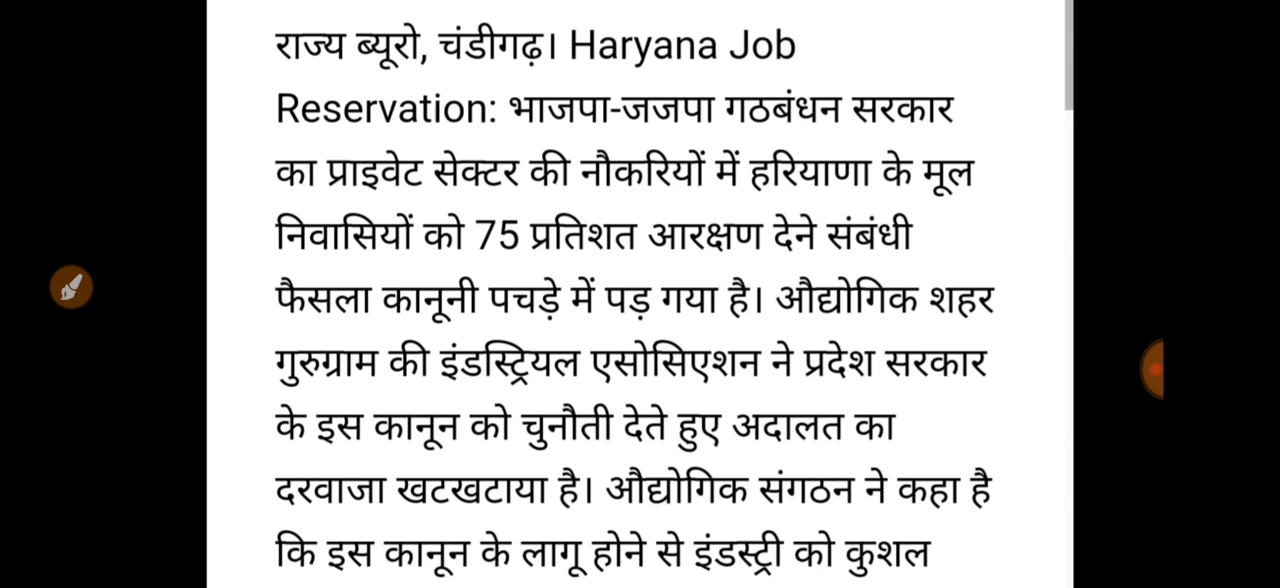 राज्य ब्यूरो, चंडीगढ़। Haryana Job
Reservation: भाजपा-जजपा गठबंधन सरकार
का प्राइवेट सेक्टर की नौकरियों में हरियाणा के मूल
निवासियों को 75 प्रतिशत आरक्षण देने संबंधी
फैसला कानूनी पचड़े में पड़ गया है। औद्योगिक शहर
गुरुग्राम की इंडस्ट्रियल एसोसिएशन ने प्रदेश सरकार
के इस कानून को चुनौती देते हुए अदालत का
दरवाजा खटखटाया है। औद्योगिक संगठन ने कहा है
कि इस कानून के लागू होने से इंडस्ट्री को कुशल